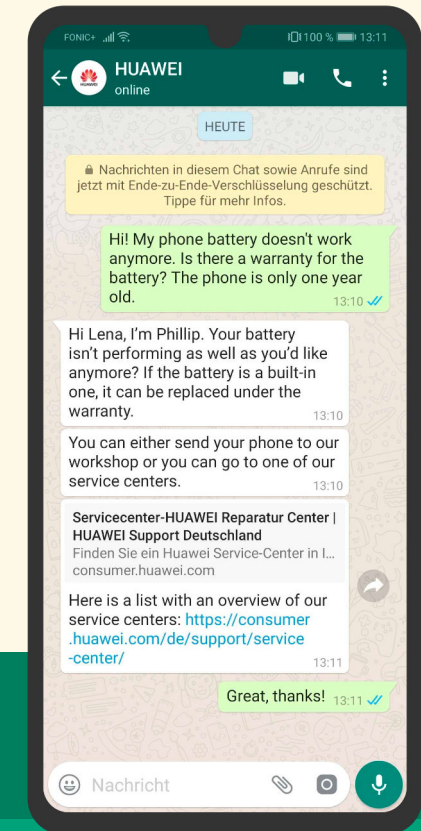 FONIC+ 100 % 13:11
HUAWEI
online
HUAWEI
HEUTE
Nachrichten in diesem Chat sowie Anrufe sind
jetzt mit Ende-zu-Ende-Verschlüsselung geschützt.
Tippe für mehr Infos.
Hi! My phone battery doesn't work
anymore. Is there a warranty for the
battery? The phone is only one year
old.
13:10
Hi Lena, I’m Phillip. Your battery
isn’t performing as well as you’d like
anymore? If the battery is a built-in
one, it can be replaced under the
warranty.
13:10
You can either send your phone to our
workshop or you can go to one of our
service centers.
13:10
Servicecenter-HUAWEI Reparatur Center |
HUAWEI Support Deutschland
Finden Sie ein Huawei Service-Center in I...
consumer.huawei.com
Here is a list with an overview of our
service centers: https://consumer
.huawei.com/de/support/service
-center/
13:11
Great, thanks! 13:11
Nachricht